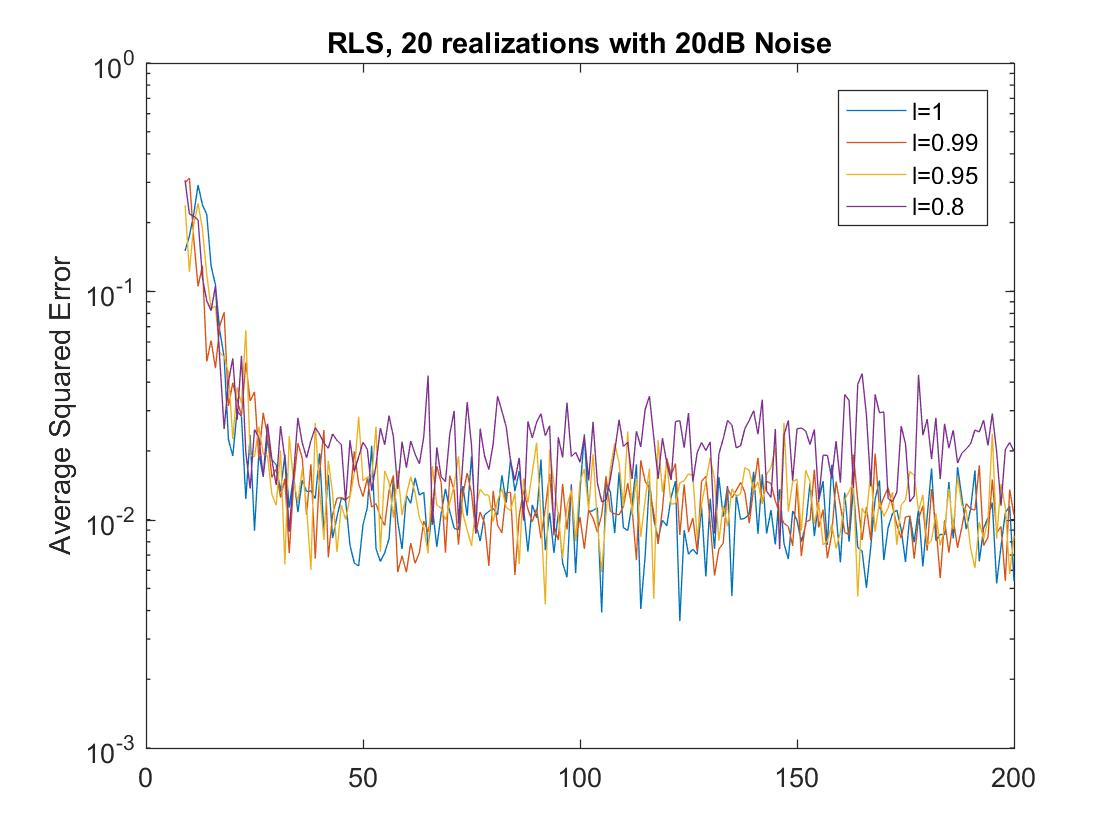 RLS, 20 realizations with 20dB Noise
10^0
l=1
l=0.99
l=0.95
l=0.8
10^-1
Average Squared Error
10^-2
10^-3
0 50 100 150 200